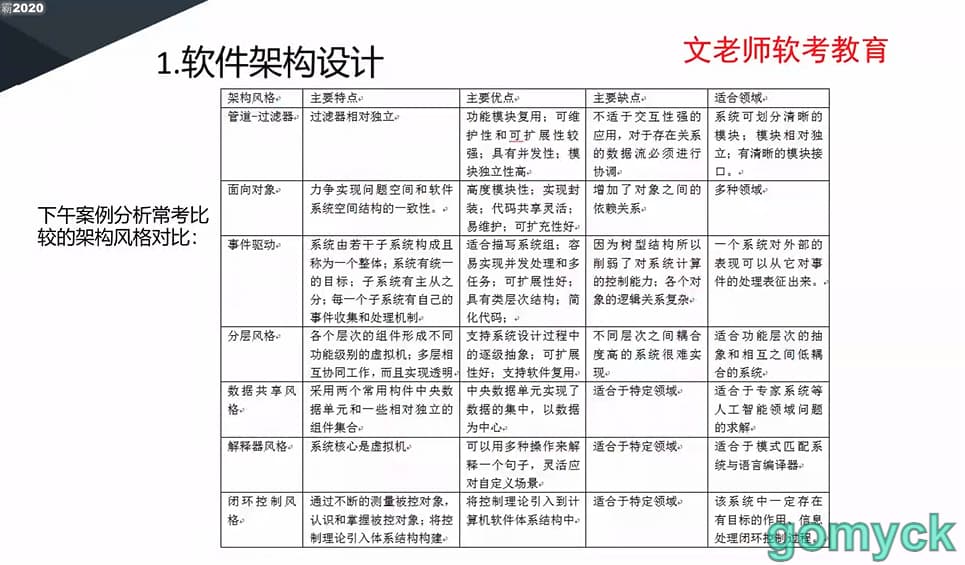 霸2020
1.软件架构设计
文老师软考教育
下午案例分析常考比
较的架构风格对比：
架构风格 主要特点 主要优点 主要缺点 适合领域
管道-过滤器 过滤器相对独立 功能模块复用；可维 不适于交互性强的 系统可划分清晰的
护性和可扩展性较 应用，对于存在关系 模块；模块相对独
强；具有并发性；模 的数据流必须进行 立；有清晰的模块接
块独立性高 协调 口。
面向对象 力争实现问题空间和软件 高度模块性；实现封 增加了对象之间的 多种领域
系统空间结构的一致性。 装；代码共享灵活； 依赖关系
易维护；可扩充性好
事件驱动 系统由若干子系统构成且 适合描写系统组；容 因为树型结构所以 一个系统对外部的
称为一个整体；系统有统一 易实现并发处理和多 削弱了对系统计算 表现可以从它对事
的目标；子系统有主从之 任务；可扩展性好； 的控制能力；各个对 件的处理表征出来。
分；每一个子系统有自己的 具有类层次结构；简 象的逻辑关系复杂
事件收集和处理机制 化代码；
分层风格 各个层次的组件形成不同 支持系统设计过程中 不同层次之间耦合 适合功能层次的抽
功能级别的虚拟机；多层相 的逐级抽象；可扩展 度高的系统很难实 象和相互之间低耦
互协同工作，而且实现透明 性好；支持软件复用 现 合的系统
数据共享风 采用两个常用构件中央数 中央数据单元实现了 适合于特定领域 适合于专家系统等
格 据单元和一些相对独立的 数据的集中，以数据 人工智能领域问题
组件集合 为中心 的求解
解释器风格 系统核心是虚拟机 可以用多种操作来解 适合于特定领域 适合于模式匹配系
释一个句子，灵活应 统与语言编译器
对自定义场景
闭环控制风 通过不断的测量被控对象， 将控制理论引入到计 适合于特定领域 该系统中一定存在
格 认识和掌握被控对象；将控 算机软件体系结构中 有目标的作用、信息
制理论引入体系结构构建 处理闭环控制过程。
gomyck